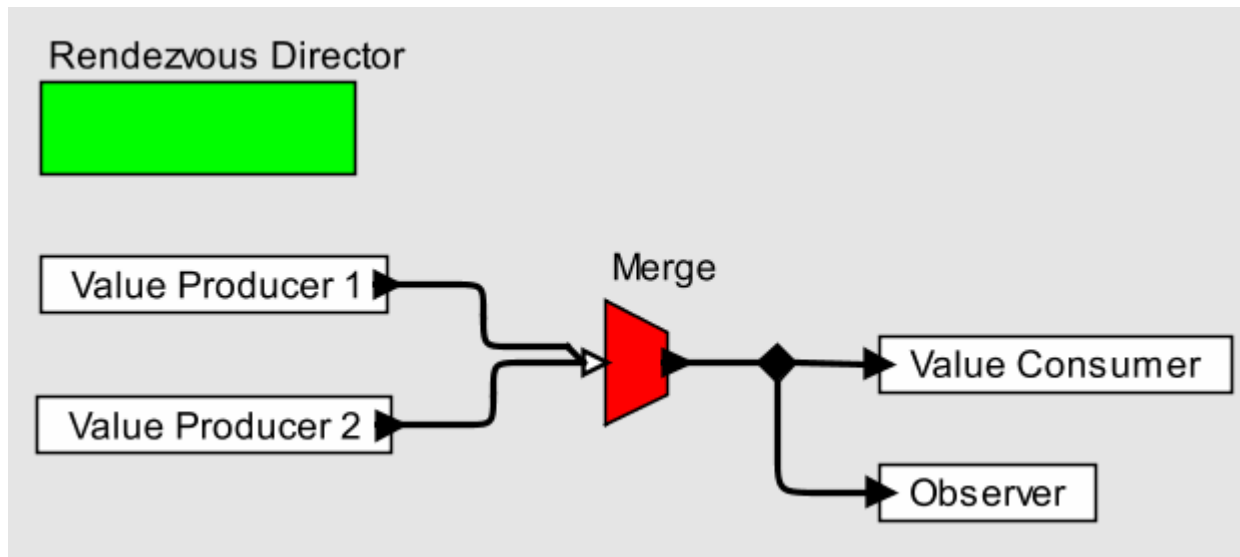 Rendezvous Director
Value Producer 1
Merge
Value Consumer
Value Producer 2
Observer